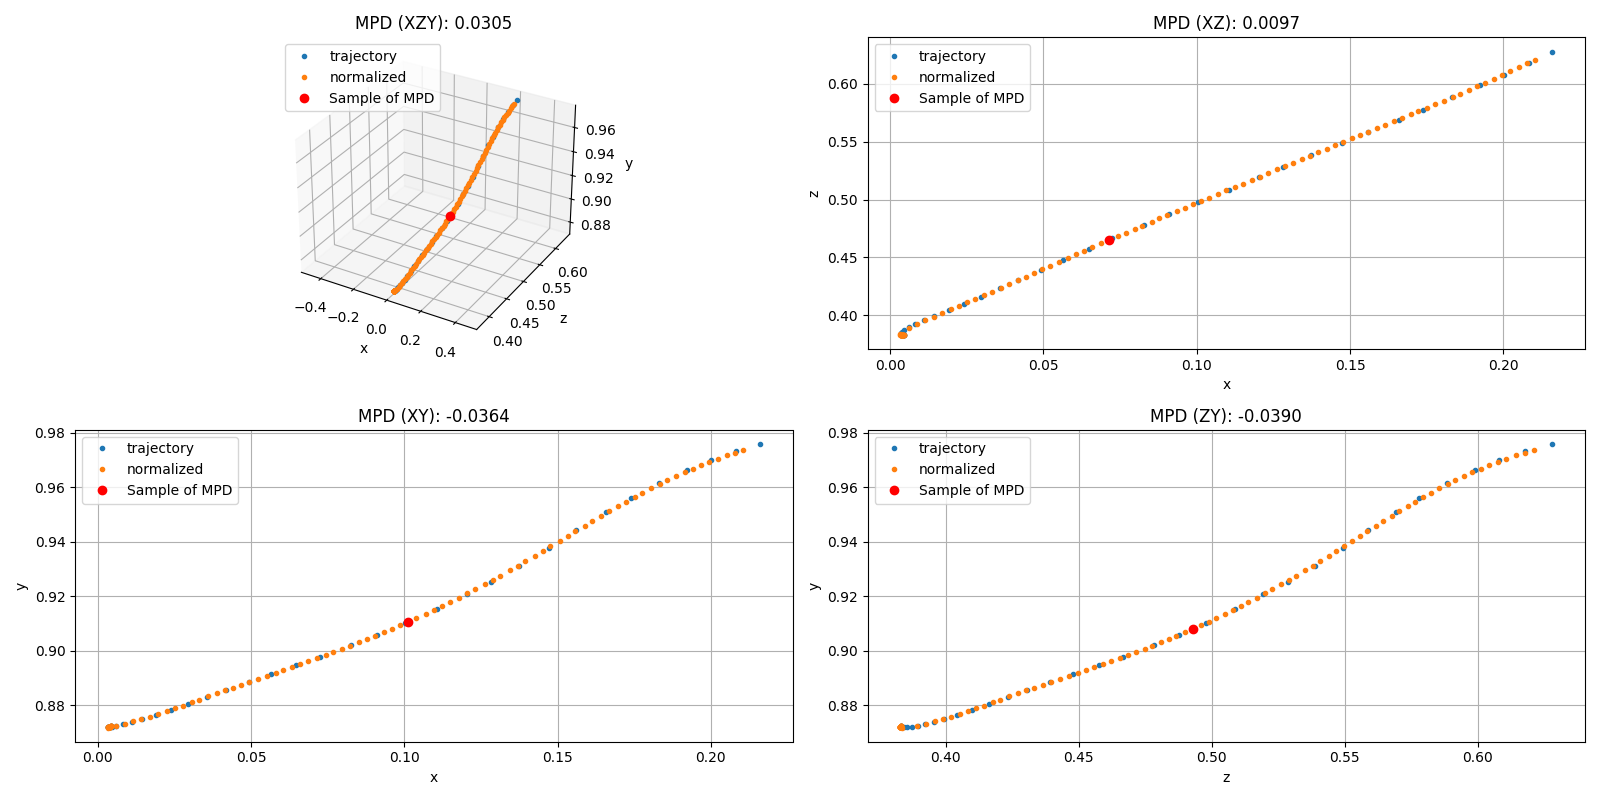 MPD (XZY): 0.0305
trajectory
normalized
Sample of MPD
0.96
0.94
0.92
0.90
0.88
y
0.60
0.55
0.50
0.45
0.40
z
−0.4
−0.2
0.0
0.2
0.4
x
MPD (XZ): 0.0097
trajectory
normalized
Sample of MPD
0.60
0.55
0.50
0.45
0.40
z
0.00 0.05 0.10 0.15 0.20
x
MPD (XY): -0.0364
trajectory
normalized
Sample of MPD
0.98
0.96
0.94
0.92
0.90
0.88
y
0.00 0.05 0.10 0.15 0.20
x
MPD (ZY): -0.0390
trajectory
normalized
Sample of MPD
0.98
0.96
0.94
0.92
0.90
0.88
y
0.40 0.45 0.50 0.55 0.60
z